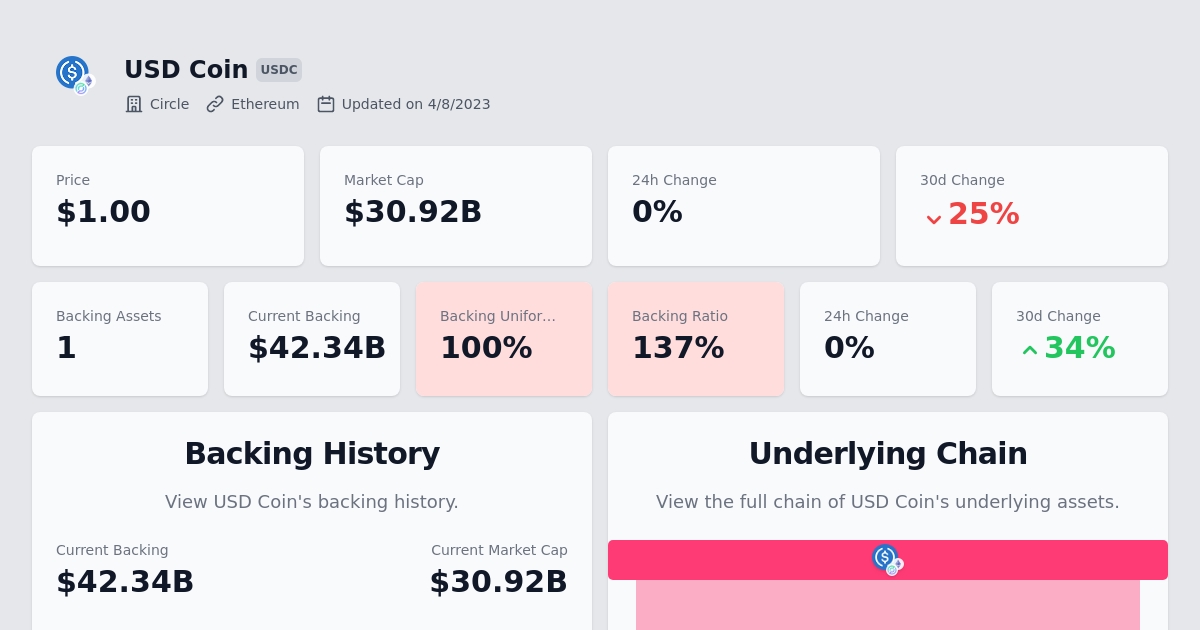 USD Coin USDC
Circle Ethereum Updated on 4/8/2023
Price
$1.00
Market Cap
$30.92B
24h Change
0%
30d Change
25%
Backing Assets
1
Current Backing
$42.34B
Backing Unifor…
100%
Backing Ratio
137%
24h Change
0%
30d Change
34%
Backing History
View USD Coin's backing history.
Current Backing
$42.34B
Current Market Cap
$30.92B
Underlying Chain
View the full chain of USD Coin's underlying assets.